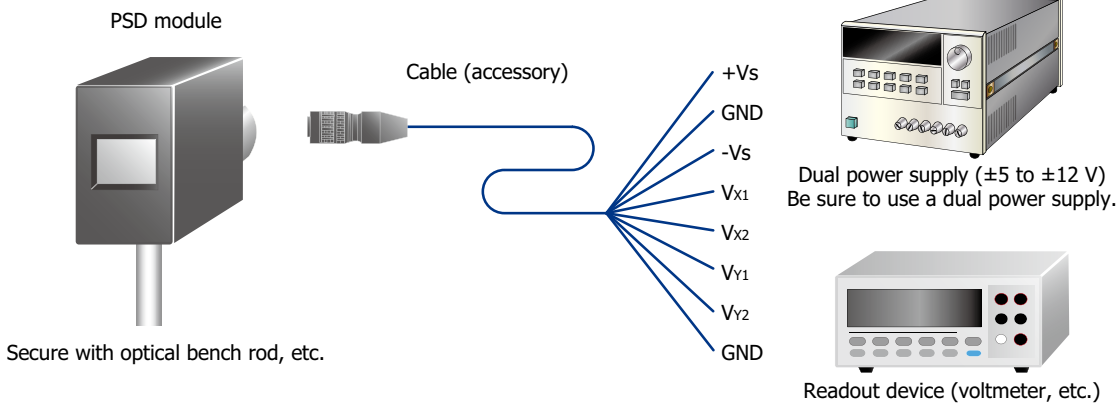 PSD module
Cable (accessory)
+Vs
GND
-Vs
VX1
VX2
VY1
VY2
GND
Secure with optical bench rod, etc.
Dual power supply (±5 to ±12 V)
Be sure to use a dual power supply.
Readout device (voltmeter, etc.)